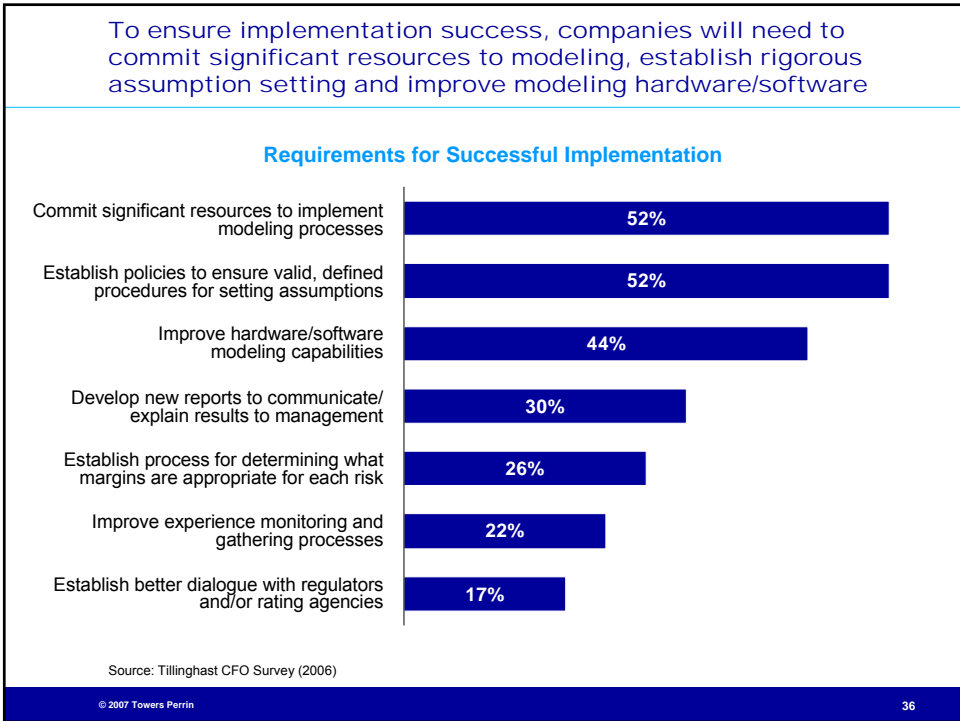 To ensure implementation success, companies will need to
commit significant resources to modeling, establish rigorous
assumption setting and improve modeling hardware/software
Requirements for Successful Implementation
Commit significant resources to implement
modeling processes
52%
Establish policies to ensure valid, defined
procedures for setting assumptions
52%
Improve hardware/software
modeling capabilities
44%
Develop new reports to communicate/
explain results to management
30%
Establish process for determining what
margins are appropriate for each risk
26%
Improve experience monitoring and
gathering processes
22%
Establish better dialogue with regulators
and/or rating agencies
17%
Source: Tillinghast CFO Survey (2006)
© 2007 Towers Perrin
36